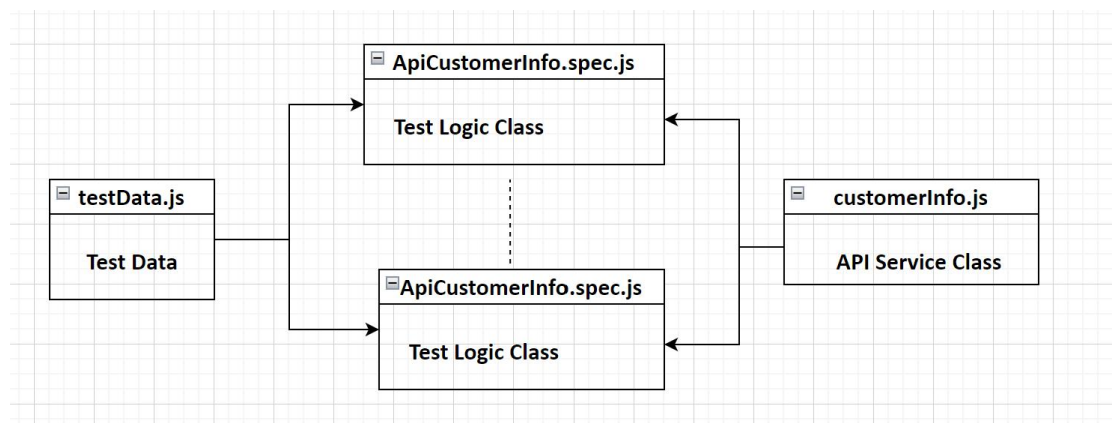 ApiCustomerInfo.spec.js
Test Logic Class
testData.js
Test Data
customerInfo.js
API Service Class
ApiCustomerInfo.spec.js
Test Logic Class